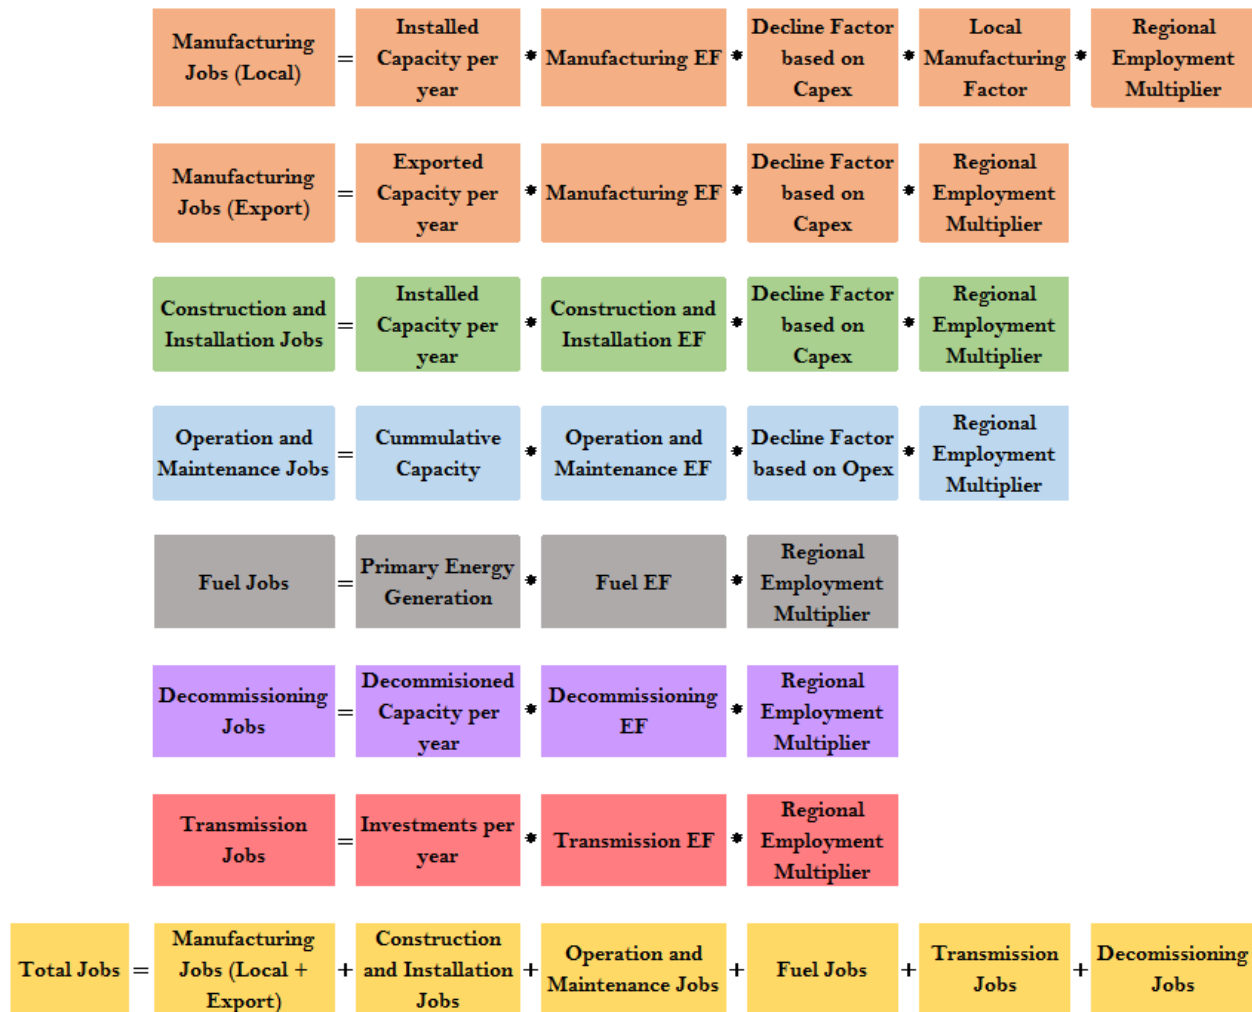 Manufacturing Jobs (Local) = Installed Capacity per year * Manufacturing EF * Decline Factor based on Capex * Local Manufacturing Factor * Regional Employment Multiplier
Manufacturing Jobs (Export) = Exported Capacity per year * Manufacturing EF * Decline Factor based on Capex * Regional Employment Multiplier
Construction and Installation Jobs = Installed Capacity per year * Construction and Installation EF * Decline Factor based on Capex * Regional Employment Multiplier
Operation and Maintenance Jobs = Cummulative Capacity * Operation and Maintenance EF * Decline Factor based on Opex * Regional Employment Multiplier
Fuel Jobs = Primary Energy Generation * Fuel EF * Regional Employment Multiplier
Decommissioning Jobs = Decommisioned Capacity per year * Decommissioning EF * Regional Employment Multiplier
Transmission Jobs = Investments per year * Transmission EF * Regional Employment Multiplier
Total Jobs = Manufacturing Jobs (Local + Export) + Construction and Installation Jobs + Operation and Maintenance Jobs + Fuel Jobs + Transmission Jobs + Decomissioning Jobs